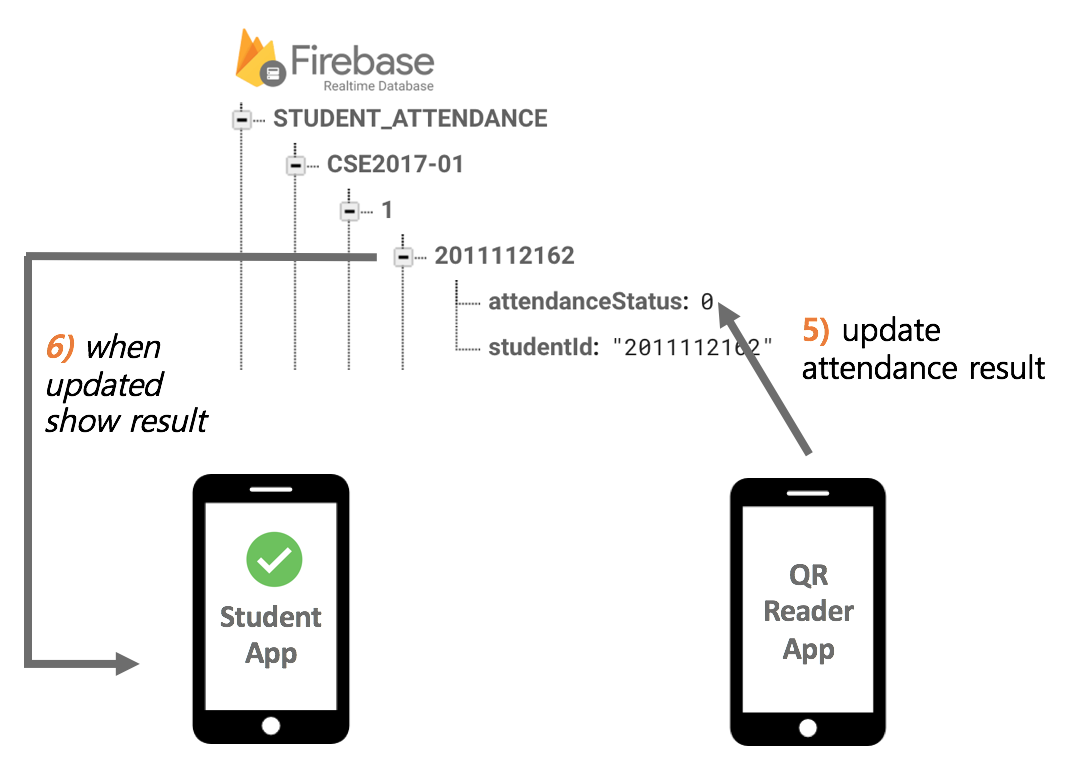 Firebase
Realtime Database
STUDENT_ATTENDANCE
CSE2017-01
1
2011112162
attendanceStatus: 0
studentId: "2011112162"
5) update
attendance result
6) when
updated
show result
Student
App
QR
Reader
App